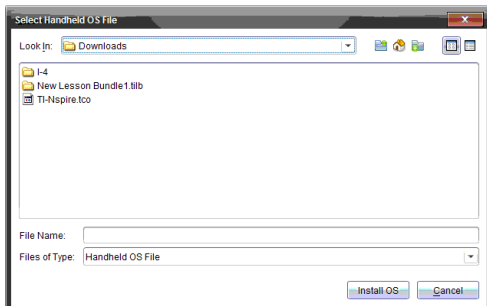 Select Handheld OS File
Look In: Downloads
I-4
New Lesson Bundle1.tilb
TI-Nspire.tco
File Name:
Files of Type: Handheld OS File
Install OS Cancel